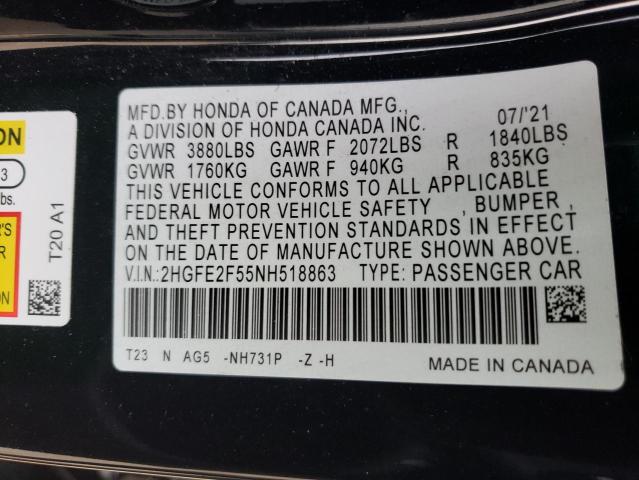 MFD.BY HONDA OF CANADA MFG., 07/'21
A DIVISION OF HONDA CANADA INC.
GVWR 3880LBS GAWR F 2072LBS R 1840LBS
GVWR 1760KG GAWR F 940KG R 835KG
THIS VEHICLE CONFORMS TO ALL APPLICABLE
FEDERAL MOTOR VEHICLE SAFETY , BUMPER ,
AND THEFT PREVENTION STANDARDS IN EFFECT
ON THE DATE OF MANUFACTURE SHOWN ABOVE.
V.I.N.:2HGFE2F55NH518863 TYPE: PASSENGER CAR
T23 N AG5 -NH731P -Z -H
MADE IN CANADA
ON
3
bs.
R'S
ON
T20 A1